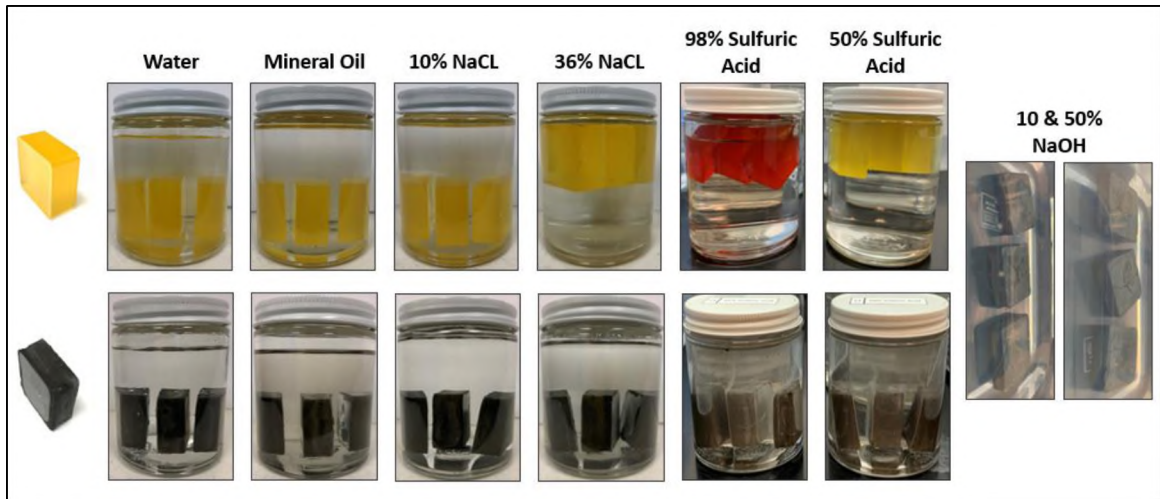 Water
Mineral Oil
10% NaCL
36% NaCL
98% Sulfuric
Acid
50% Sulfuric
Acid
10 & 50%
NaOH